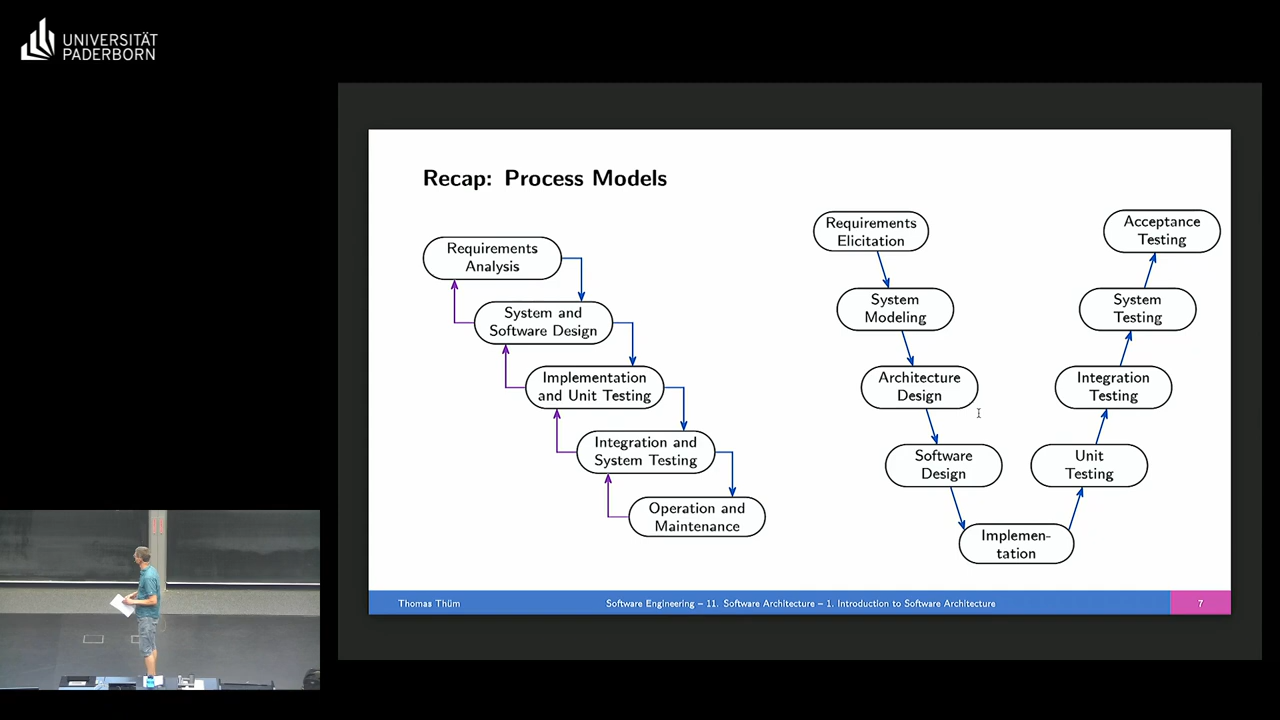 UNIVERSITÄT
PADERBORN
Recap: Process Models
Requirements
Analysis
System and
Software Design
Implementation
and Unit Testing
Integration and
System Testing
Operation and
Maintenance
Requirements
Elicitation
System
Modeling
Architecture
Design
Software
Design
Implemen-
tation
Unit
Testing
Integration
Testing
System
Testing
Acceptance
Testing
Thomas Thüm
Software Engineering – 11. Software Architecture – 1. Introduction to Software Architecture
7